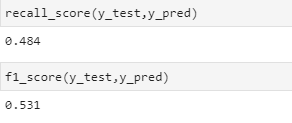 recall_score(y_test,y_pred)
0.484
f1_score(y_test,y_pred)
0.531